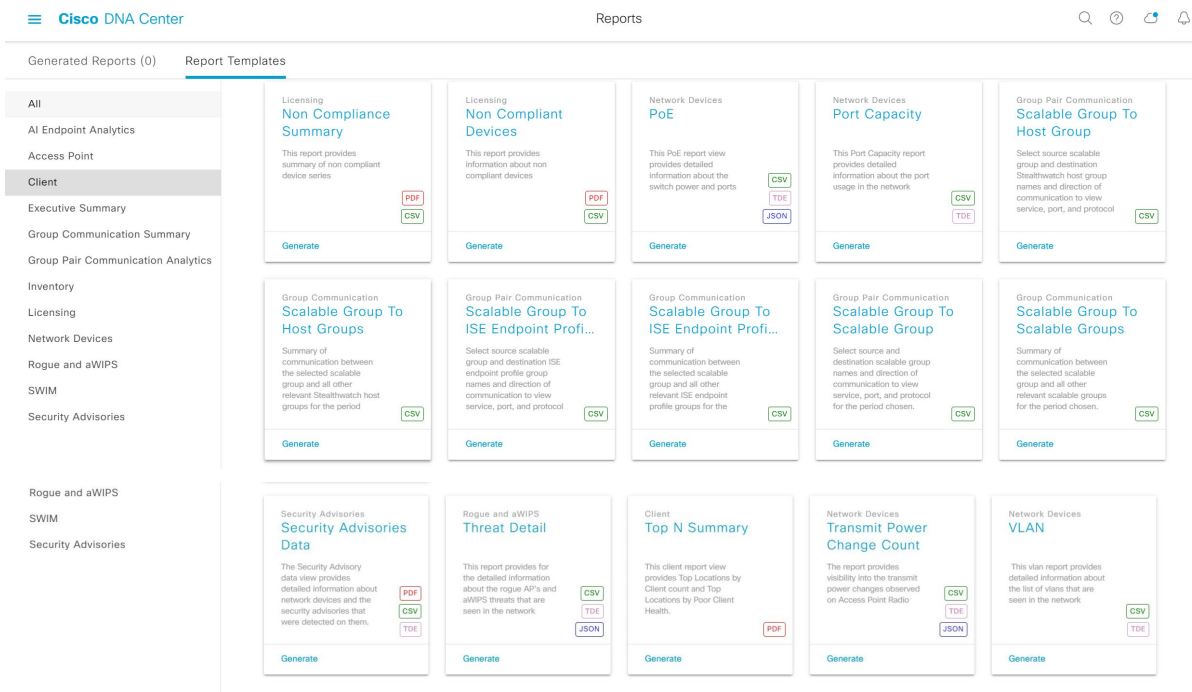 Cisco DNA Center
Reports
Generated Reports (0)
Report Templates
All
AI Endpoint Analytics
Access Point
Client
Executive Summary
Group Communication Summary
Group Pair Communication Analytics
Inventory
Licensing
Network Devices
Rogue and aWIPS
SWIM
Security Advisories
Licensing
Non Compliance
Summary
This report provides
summary of non compliant
device series
PDF
CSV
Generate
Licensing
Non Compliant
Devices
This report provides
information about non
compliant devices
PDF
CSV
Generate
Network Devices
PoE
This PoE report view
provides detailed
information about the
switch power and ports
CSV
TDE
JSON
Generate
Network Devices
Port Capacity
This Port Capacity report
provides detailed
information about the port
usage in the network
CSV
TDE
Generate
Group Pair Communication
Scalable Group To
Host Group
Select source scalable
group and destination
Stealthwatch host group
names and direction of
communication to view
service, port, and protocol
CSV
Generate
Group Communication
Scalable Group To
Host Groups
Summary of
communication between
the selected scalable
group and all other
relevant Stealthwatch host
groups for the period
CSV
Generate
Group Pair Communication
Scalable Group To
ISE Endpoint Profi...
Select source scalable
group and destination ISE
endpoint profile group
names and direction of
communication to view
service, port, and protocol
CSV
Generate
Group Communication
Scalable Group To
ISE Endpoint Profi...
Summary of
communication between
the selected scalable
group and all other
relevant ISE endpoint
profile groups for the
CSV
Generate
Group Pair Communication
Scalable Group To
Scalable Group
Select source and
destination scalable group
names and direction of
communication to view
service, port, and protocol
for the period chosen.
CSV
Generate
Group Communication
Scalable Group To
Scalable Groups
Summary of
communication between
the selected scalable
group and all other
relevant scalable groups
for the period chosen.
CSV
Generate
Rogue and aWIPS
SWIM
Security Advisories
Security Advisories
Security Advisories
Data
The Security Advisory
data view provides
detailed information about
network devices and the
security advisories that
were detected on them.
PDF
CSV
TDE
Generate
Rogue and aWIPS
Threat Detail
This report provides for
the detailed information
about the rogue AP's and
aWIPS threats that are
seen in the network
CSV
TDE
JSON
Generate
Client
Top N Summary
This client report view
provides Top Locations by
Client count and Top
Locations by Poor Client
Health.
PDF
Generate
Network Devices
Transmit Power
Change Count
The report provides
visibility into the transmit
power changes observed
on Access Point Radio
CSV
TDE
JSON
Generate
Network Devices
VLAN
This vlan report provides
detailed information about
the list of vlans that are
seen in the network
CSV
TDE
Generate